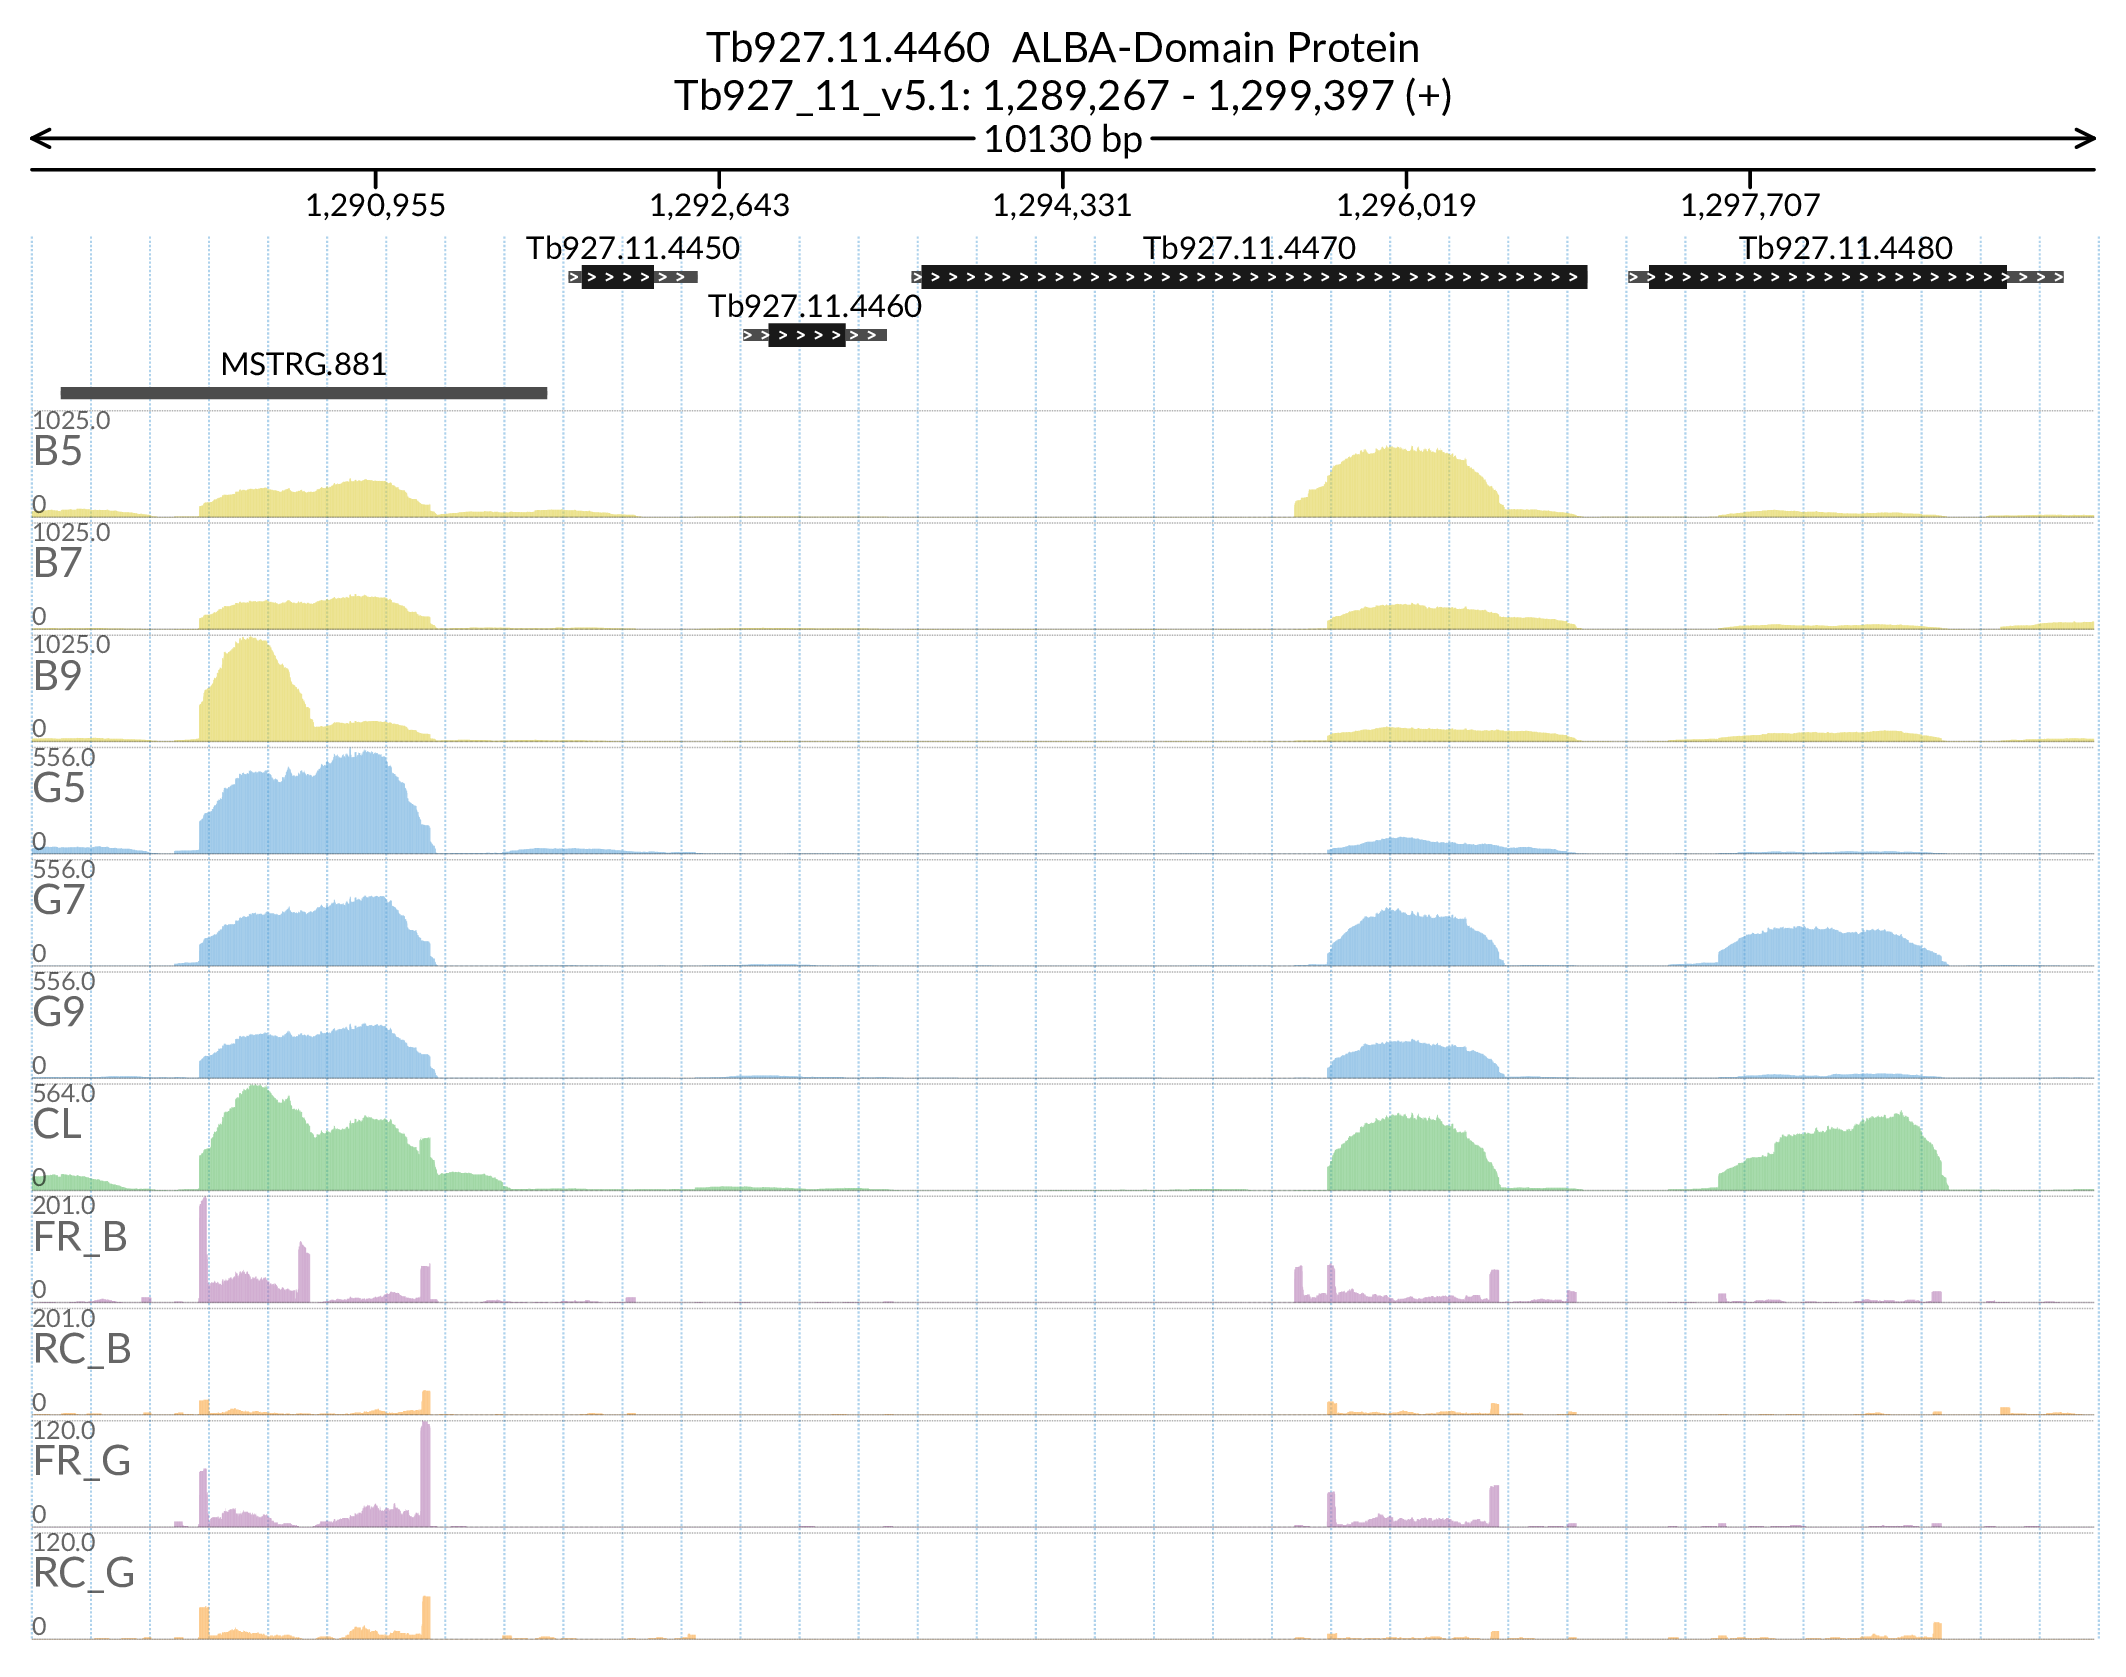 Tb927.11.4460  ALBA-Domain Protein
Tb927_11_v5.1: 1,289,267 - 1,299,397 (+)
10130 bp
1,290,955 1,292,643 1,294,331 1,296,019 1,297,707
Tb927.11.4450 Tb927.11.4470 Tb927.11.4480
Tb927.11.4460
MSTRG.881
1025.0
B5
0
1025.0
B7
0
1025.0
B9
0
556.0
G5
0
556.0
G7
0
556.0
G9
0
564.0
CL
0
201.0
FR_B
0
201.0
RC_B
0
120.0
FR_G
0
120.0
RC_G
0